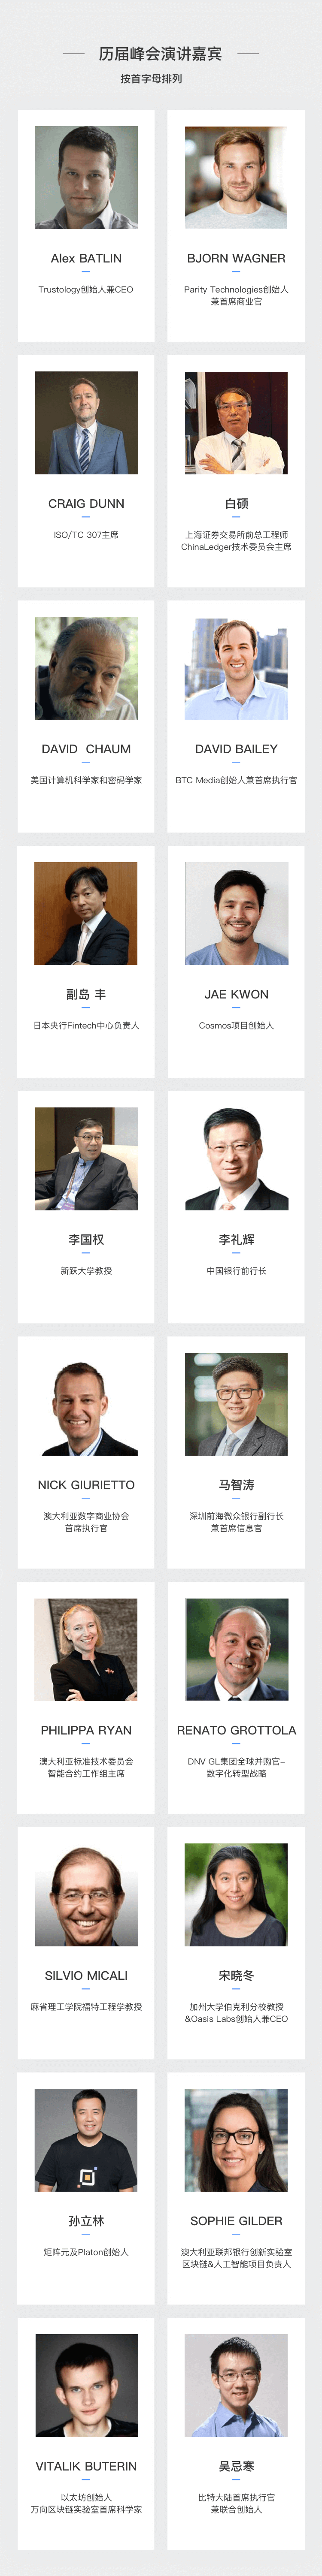 历届峰会演讲嘉宾
按首字母排列
Alex BATLIN
Trustology创始人兼CEO
BJORN WAGNER
Parity Technologies创始人
兼首席商业官
CRAIG DUNN
ISO/TC 307主席
白硕
上海证券交易所前总工程师
ChinaLedger技术委员会主席
DAVID CHAUM
美国计算机科学家和密码学家
DAVID BAILEY
BTC Media创始人兼首席执行官
副岛 丰
日本央行Fintech中心负责人
JAE KWON
Cosmos项目创始人
李国权
新跃大学教授
李礼辉
中国银行前行长
NICK GIURIETTO
澳大利亚数字商业协会
首席执行官
马智涛
深圳前海微众银行副行长
兼首席信息官
PHILIPPA RYAN
澳大利亚标准技术委员会
智能合约工作组主席
RENATO GROTTOLA
DNV GL集团全球并购官-
数字化转型战略
SILVIO MICALI
麻省理工学院福特工程学教授
宋晓冬
加州大学伯克利分校教授
&Oasis Labs创始人兼CEO
孙立林
矩阵元及Platon创始人
SOPHIE GILDER
澳大利亚联邦银行创新实验室
区块链&人工智能项目负责人
VITALIK BUTERIN
以太坊创始人
万向区块链实验室首席科学家
吴忌寒
比特大陆首席执行官
兼联合创始人